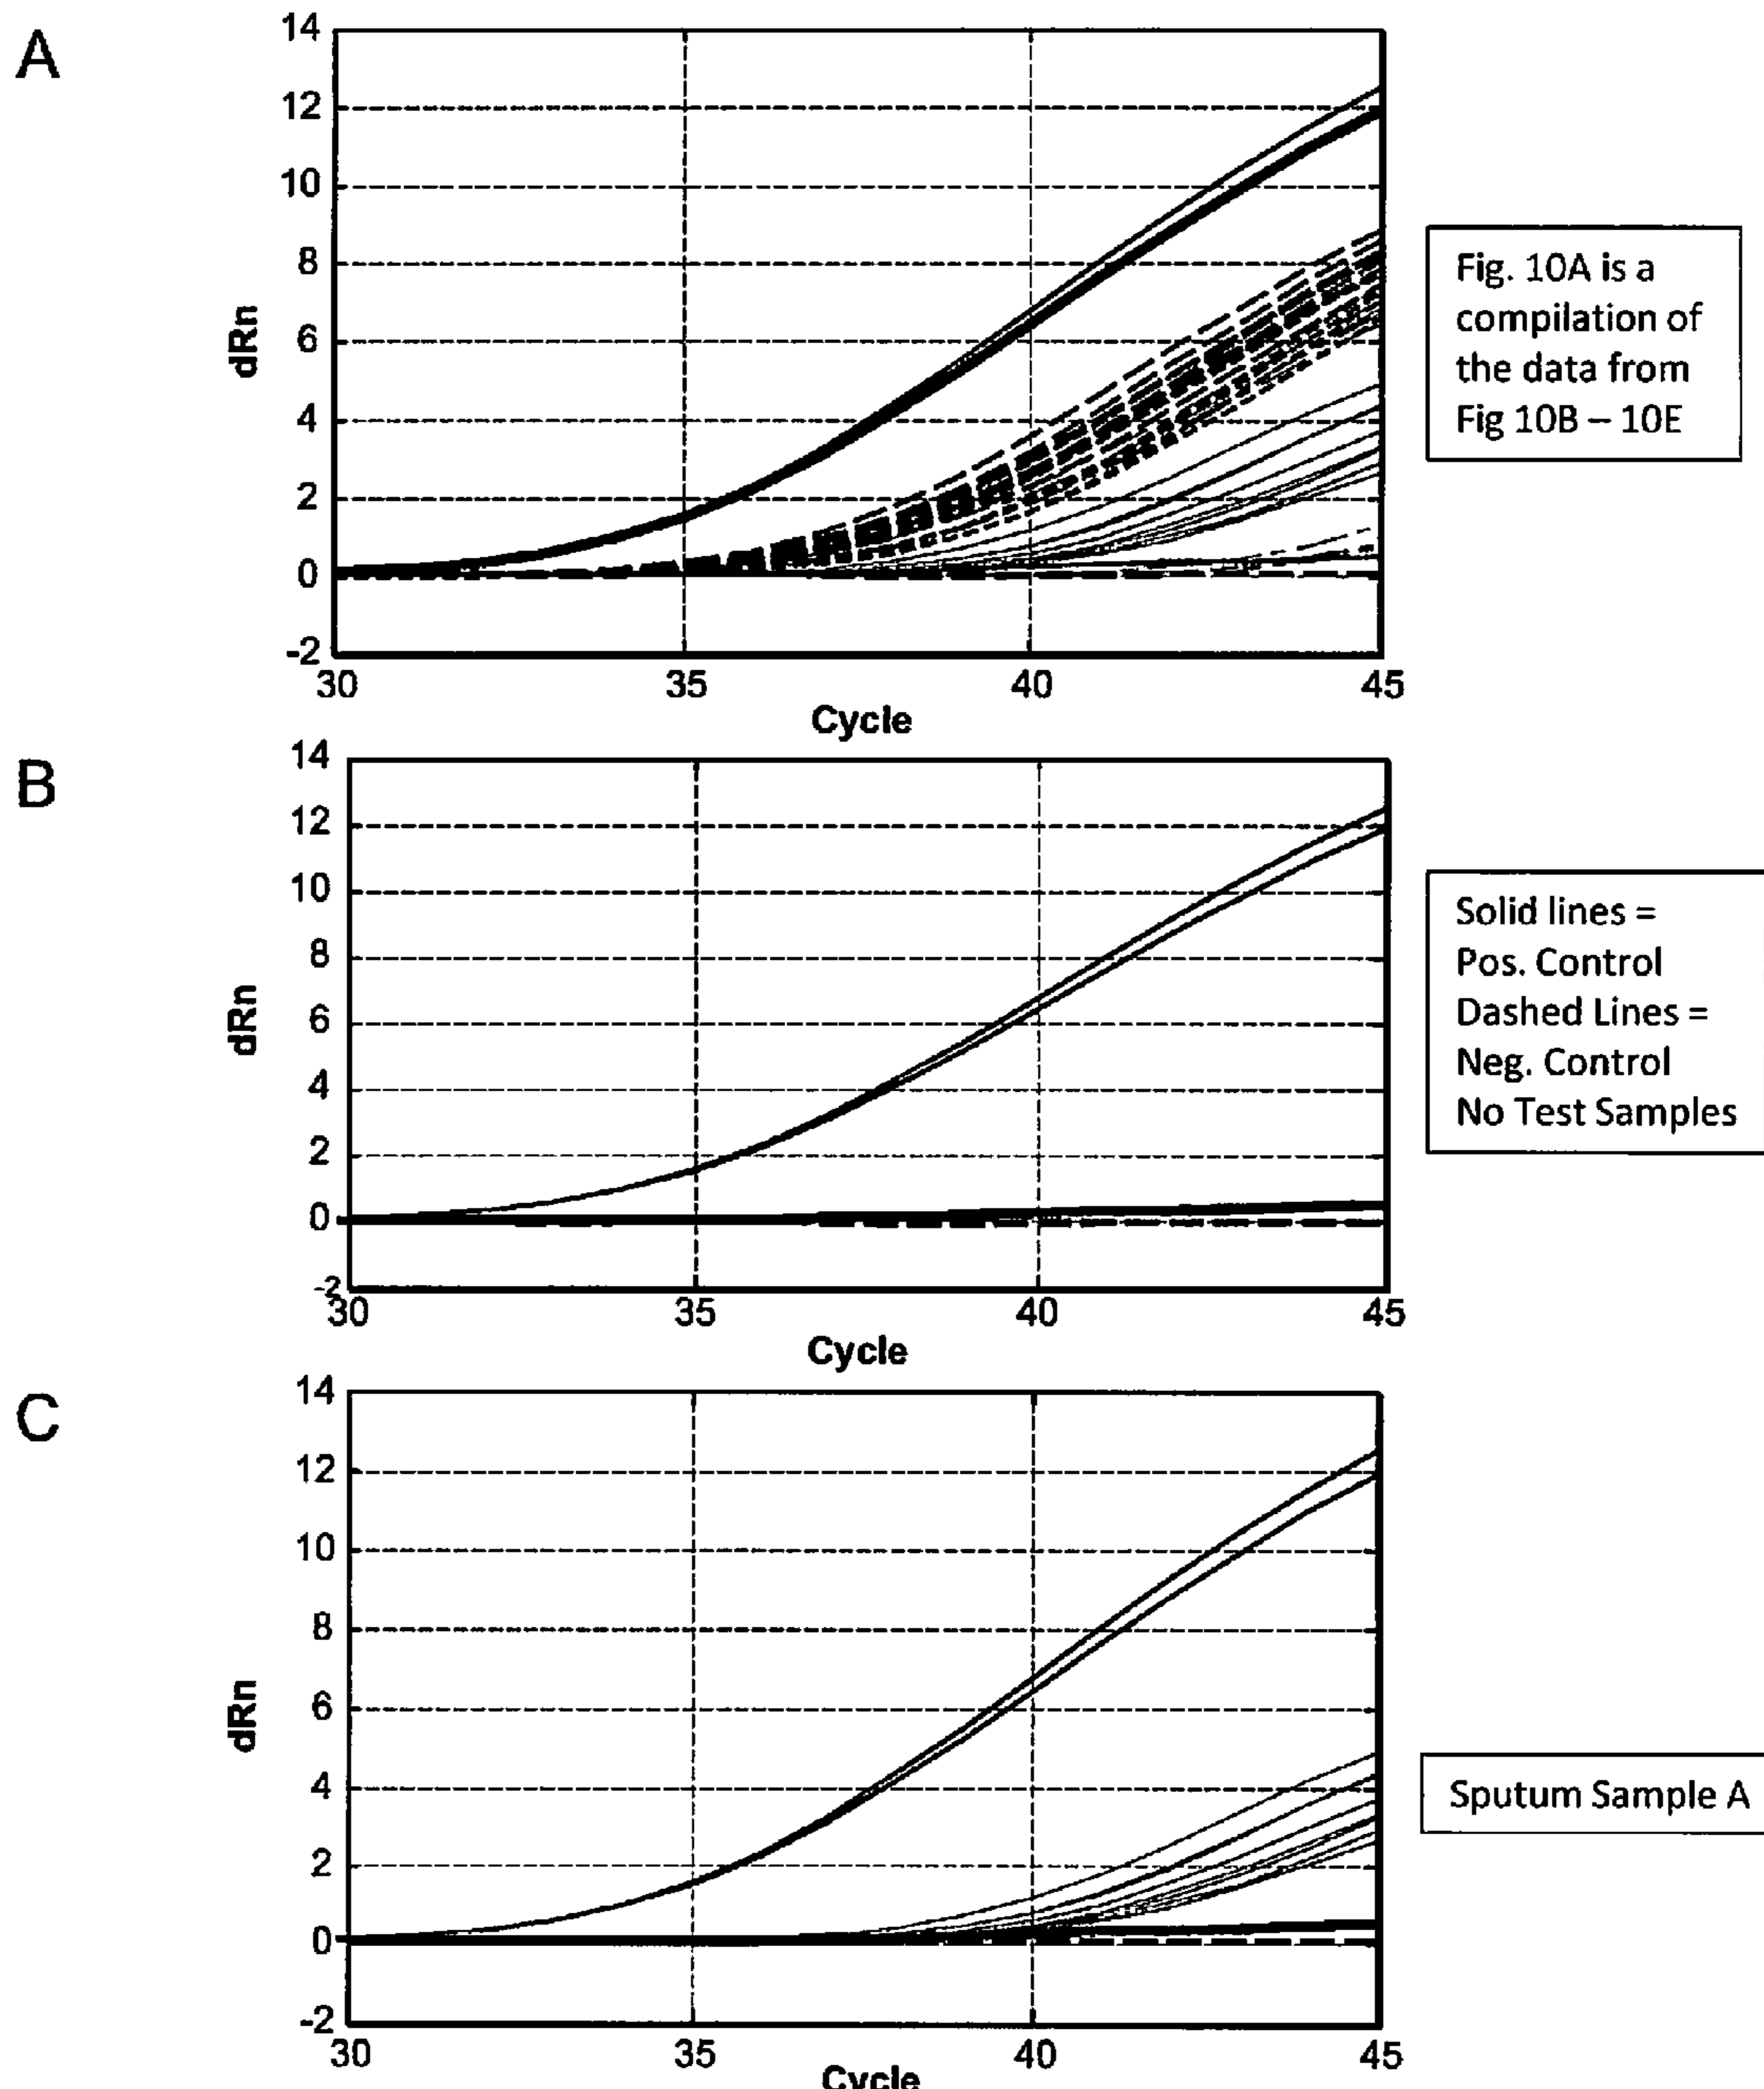 A
14
12
10
8
6
4
2
0
-2
dRn
30
35
40
45
Cycle
Fig. 10A is a
compilation of
the data from
Fig 10B – 10E
B
14
12
10
8
6
4
2
0
-2
dRn
30
35
40
45
Cycle
Solid lines =
Pos. Control
Dashed Lines =
Neg. Control
No Test Samples
C
14
12
10
8
6
4
2
0
-2
dRn
30
35
40
45
Cycle
Sputum Sample A